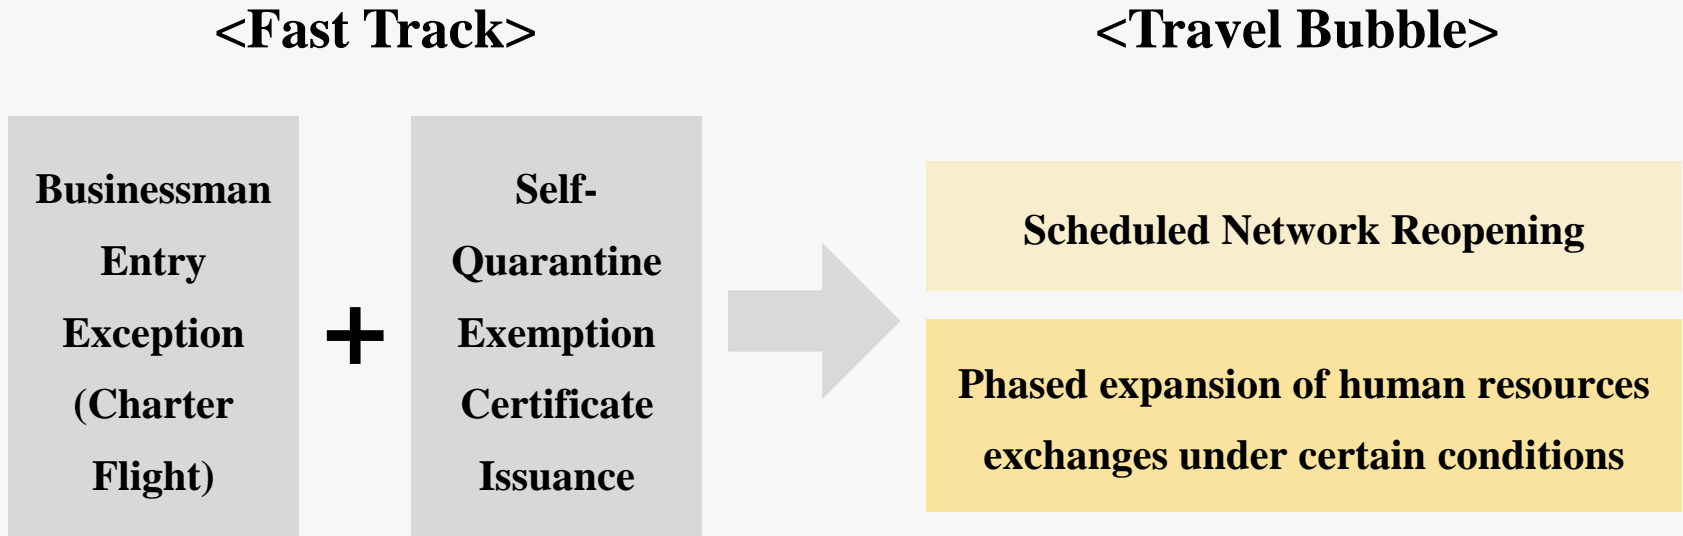 <Fast Track>
<Travel Bubble>
Businessman
Entry
Exception
(Charter
Flight)
+
Self-
Quarantine
Exemption
Certificate
Issuance
Scheduled Network Reopening
Phased expansion of human resources
exchanges under certain conditions